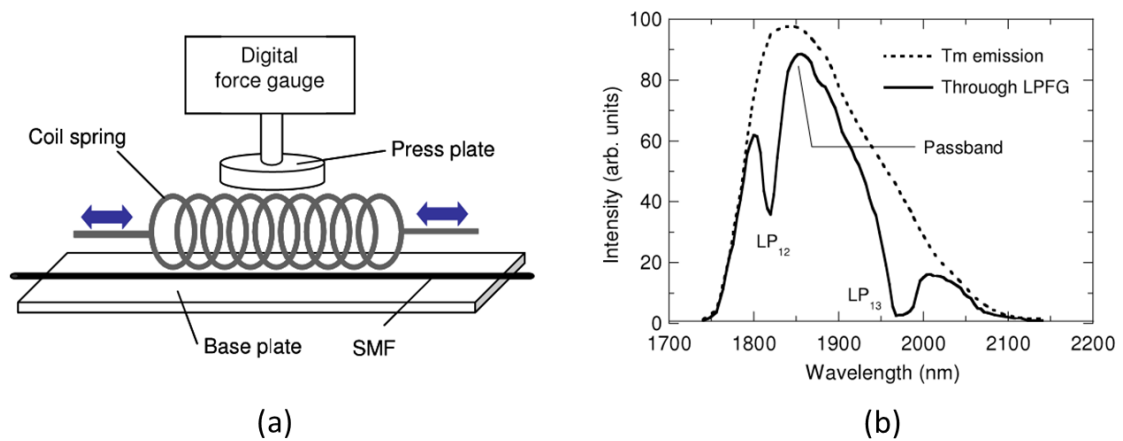 Digital
force gauge
Coil spring
Press plate
Base plate
SMF
(a)
Intensity (arb. units)
100
80
60
40
20
0
1700 1800 1900 2000 2100 2200
Wavelength (nm)
Tm emission
Thruough LPFG
Passband
LP₁₂
LP₁₃
(b)